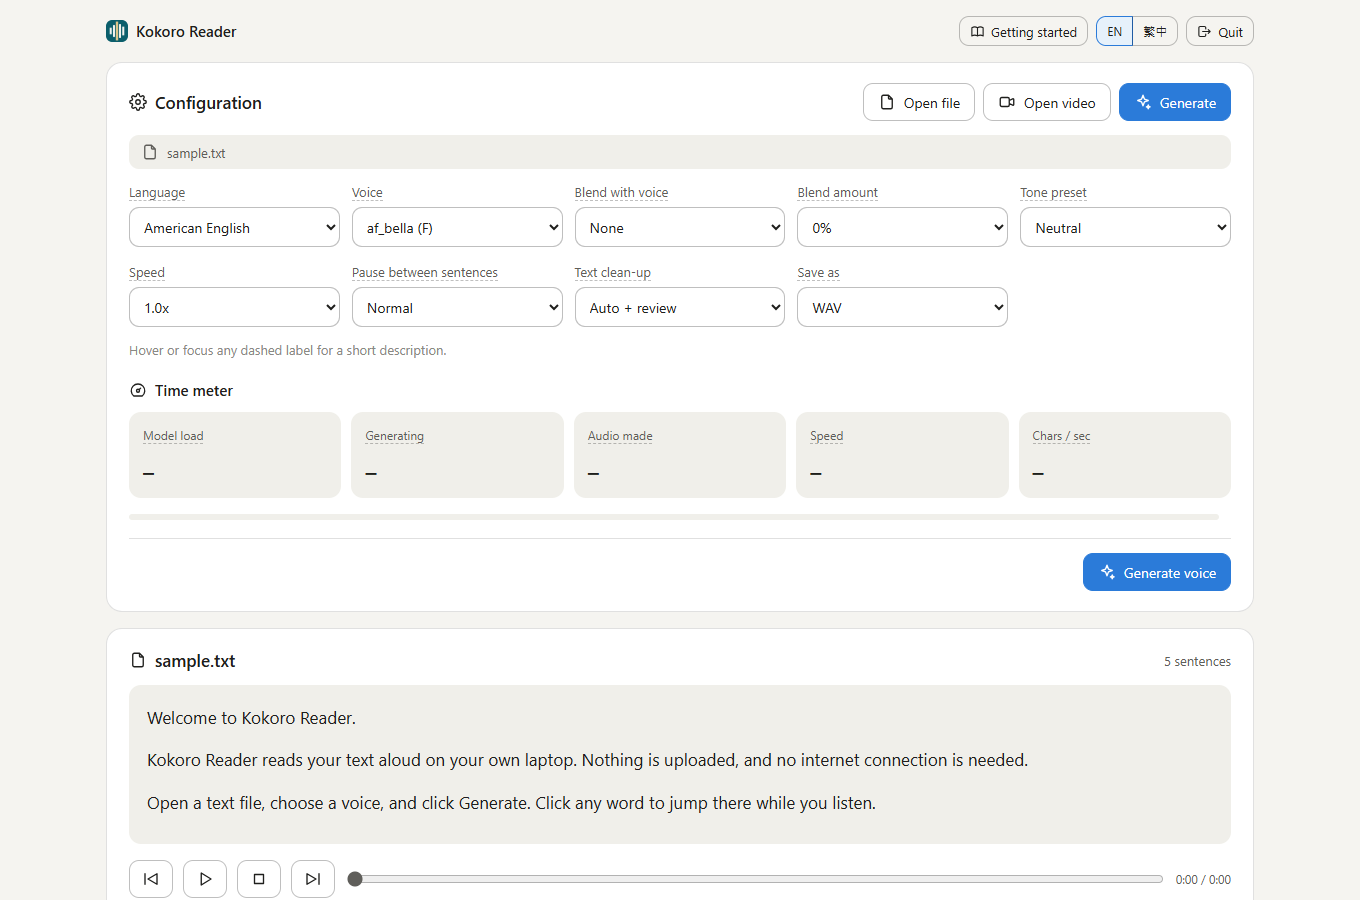 Kokoro Reader
Getting started
EN
繁中
Quit
Configuration
Open file
Open video
Generate
sample.txt
Language
Voice
Blend with voice
Blend amount
Tone preset
American English
af_bella (F)
None
0%
Neutral
Speed
Pause between sentences
Text clean-up
Save as
1.0x
Normal
Auto + review
WAV
Hover or focus any dashed label for a short description.
Time meter
Model load
Generating
Audio made
Speed
Chars / sec
–
–
–
–
–
Generate voice
sample.txt
5 sentences
Welcome to Kokoro Reader.
Kokoro Reader reads your text aloud on your own laptop. Nothing is uploaded, and no internet connection is needed.
Open a text file, choose a voice, and click Generate. Click any word to jump there while you listen.
0:00 / 0:00